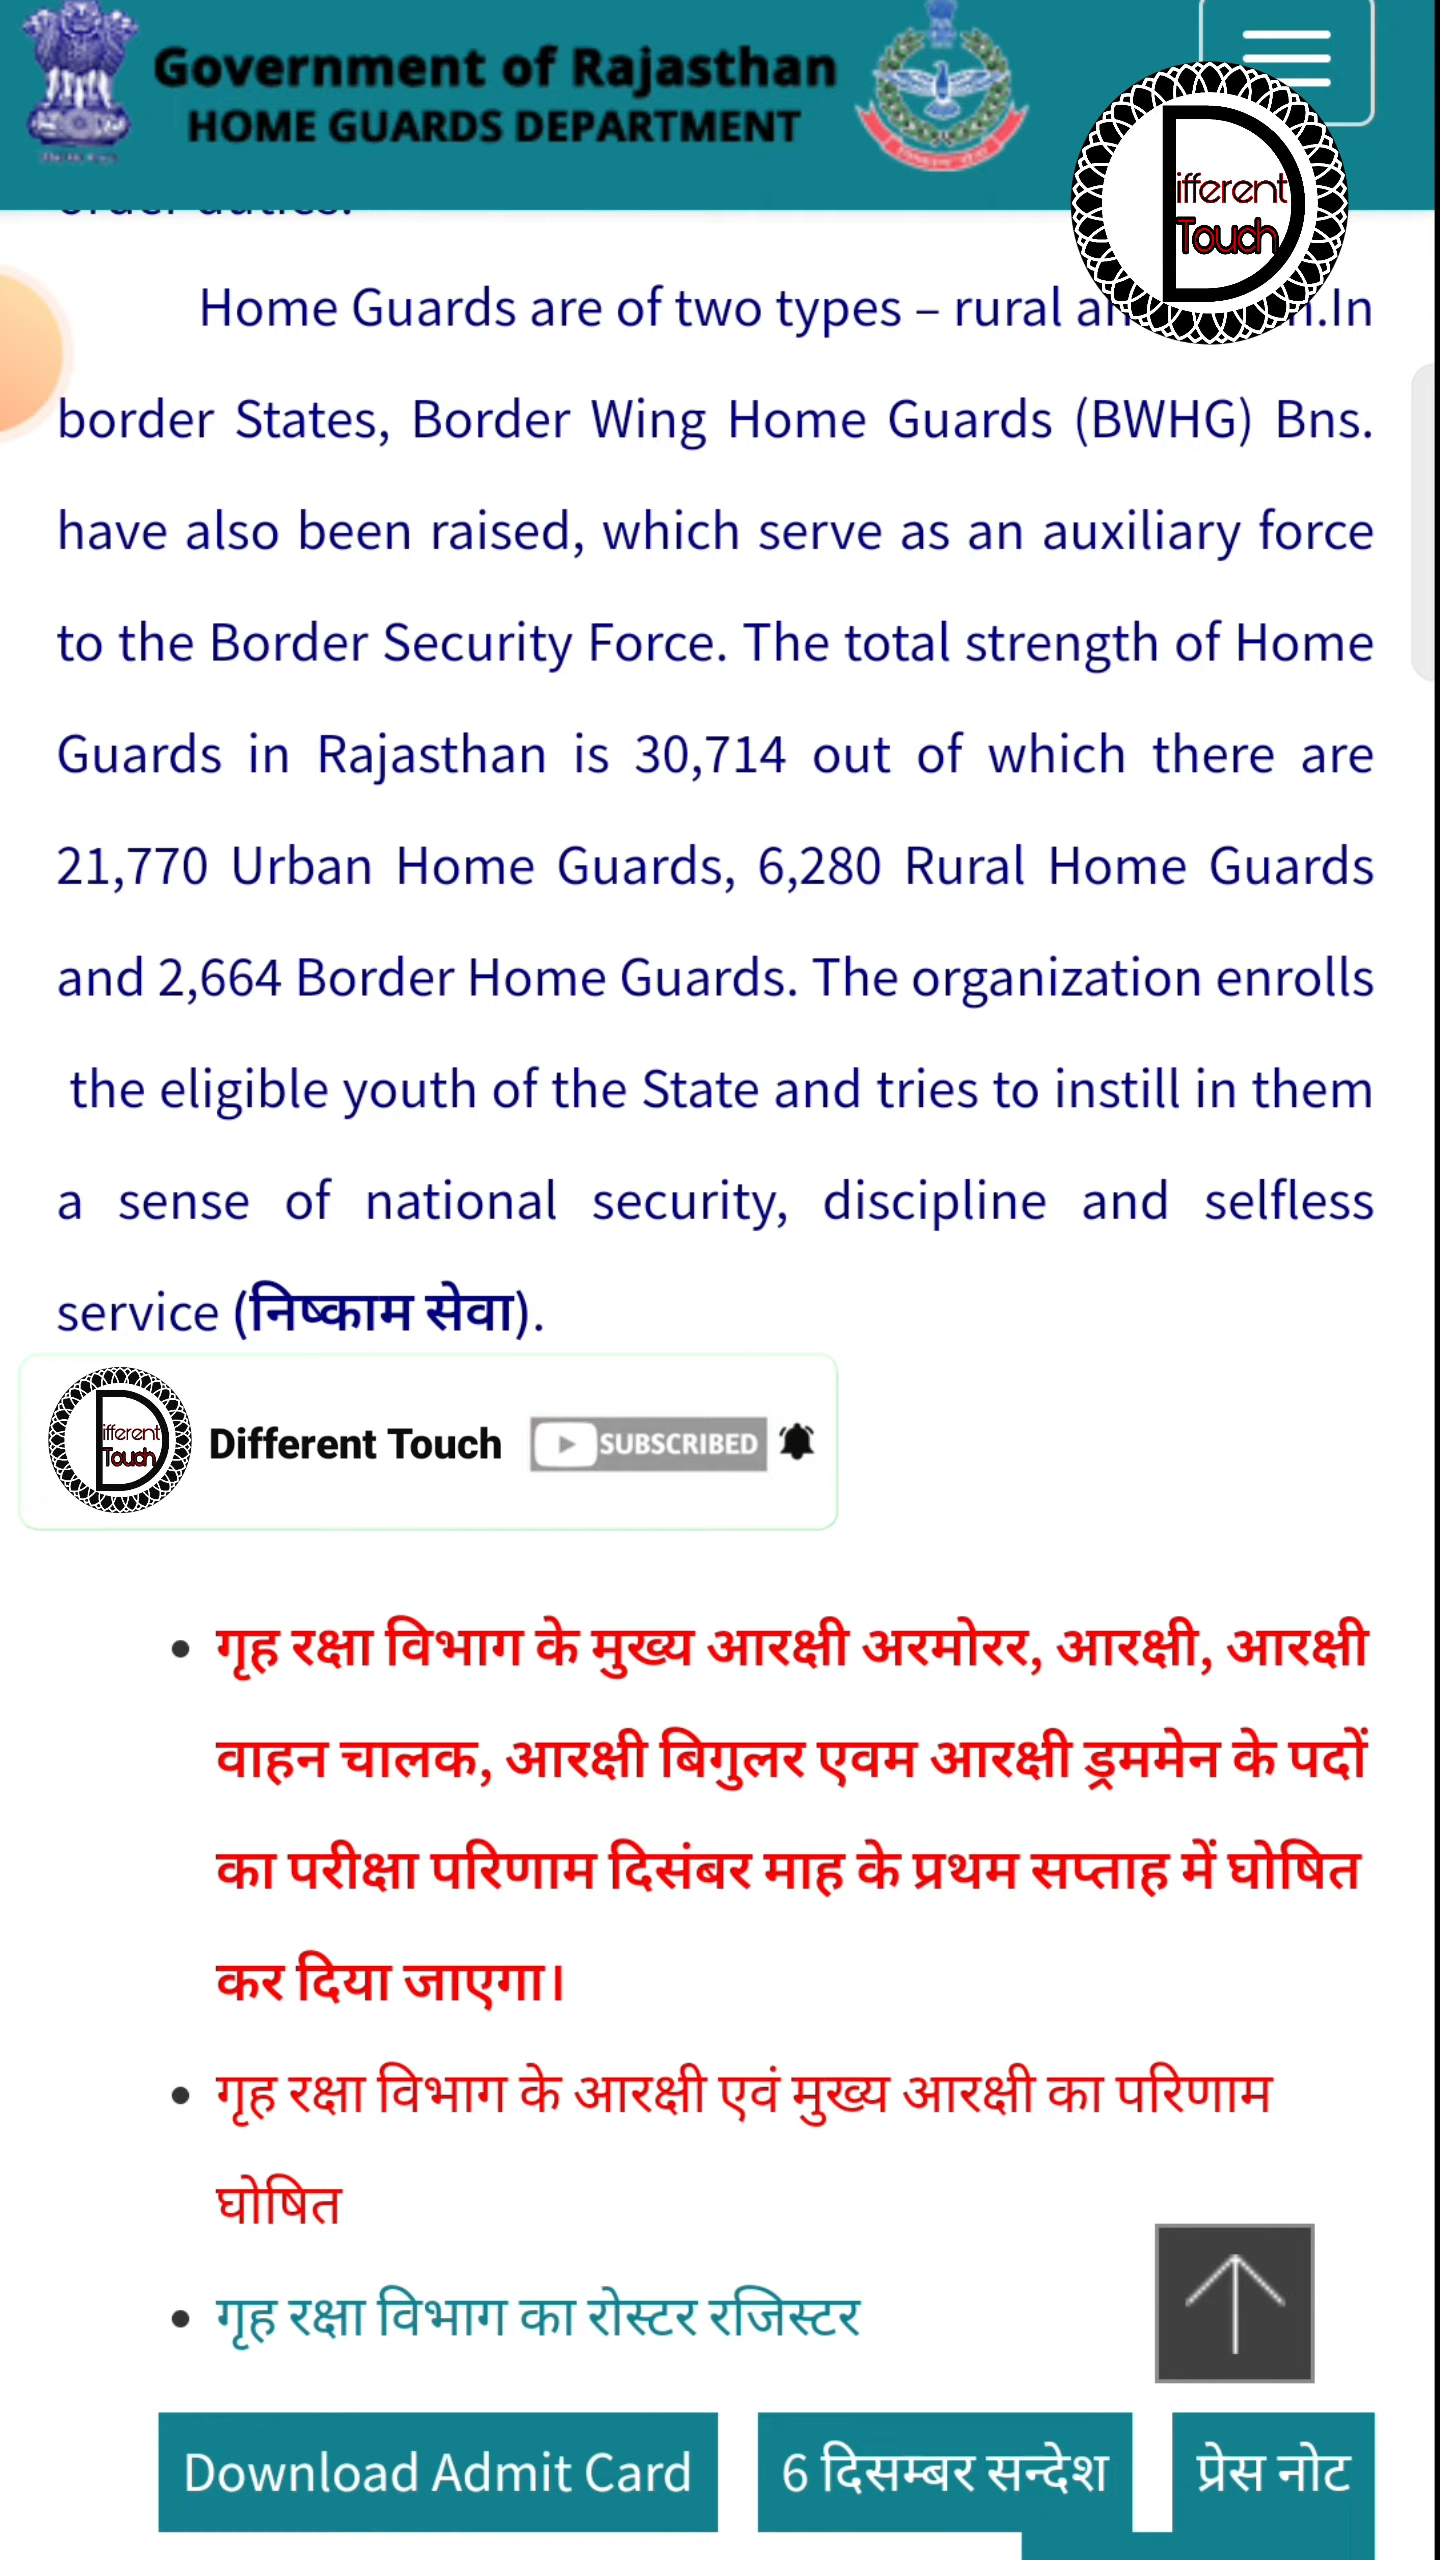 Government of Rajasthan
HOME GUARDS DEPARTMENT
Different
Touch
order duties.
Home Guards are of two types – rural an n.In
border States, Border Wing Home Guards (BWHG) Bns.
have also been raised, which serve as an auxiliary force
to the Border Security Force. The total strength of Home
Guards in Rajasthan is 30,714 out of which there are
21,770 Urban Home Guards, 6,280 Rural Home Guards
and 2,664 Border Home Guards. The organization enrolls
the eligible youth of the State and tries to instill in them
a sense of national security, discipline and selfless
service (निष्काम सेवा).
Different
Touch
Different Touch SUBSCRIBED
गृह रक्षा विभाग के मुख्य आरक्षी अरमोरर, आरक्षी, आरक्षी
वाहन चालक, आरक्षी बिगुलर एवम आरक्षी ड्रममेन के पदों
का परीक्षा परिणाम दिसंबर माह के प्रथम सप्ताह में घोषित
कर दिया जाएगा।
गृह रक्षा विभाग के आरक्षी एवं मुख्य आरक्षी का परिणाम
घोषित
गृह रक्षा विभाग का रोस्टर रजिस्टर
Download Admit Card 6 दिसम्बर सन्देश प्रेस नोट